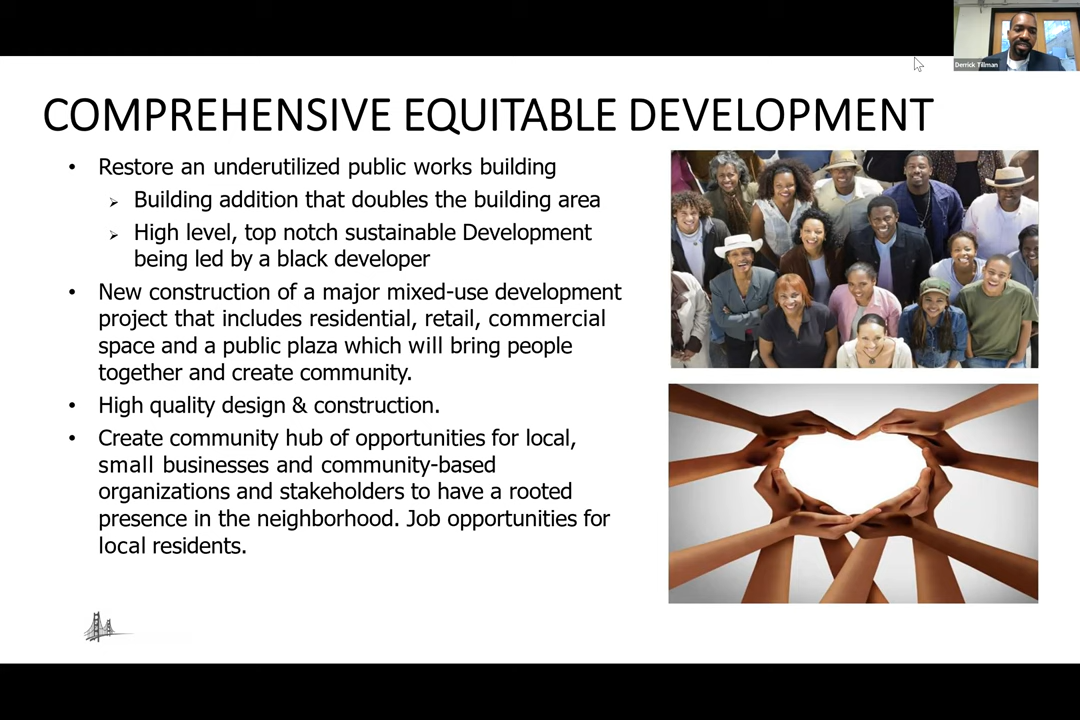 Derrick Tillman
COMPREHENSIVE EQUITABLE DEVELOPMENT
• Restore an underutilized public works building
➢ Building addition that doubles the building area
➢ High level, top notch sustainable Development
being led by a black developer
• New construction of a major mixed-use development
project that includes residential, retail, commercial
space and a public plaza which will bring people
together and create community.
• High quality design & construction.
• Create community hub of opportunities for local,
small businesses and community-based
organizations and stakeholders to have a rooted
presence in the neighborhood. Job opportunities for
local residents.